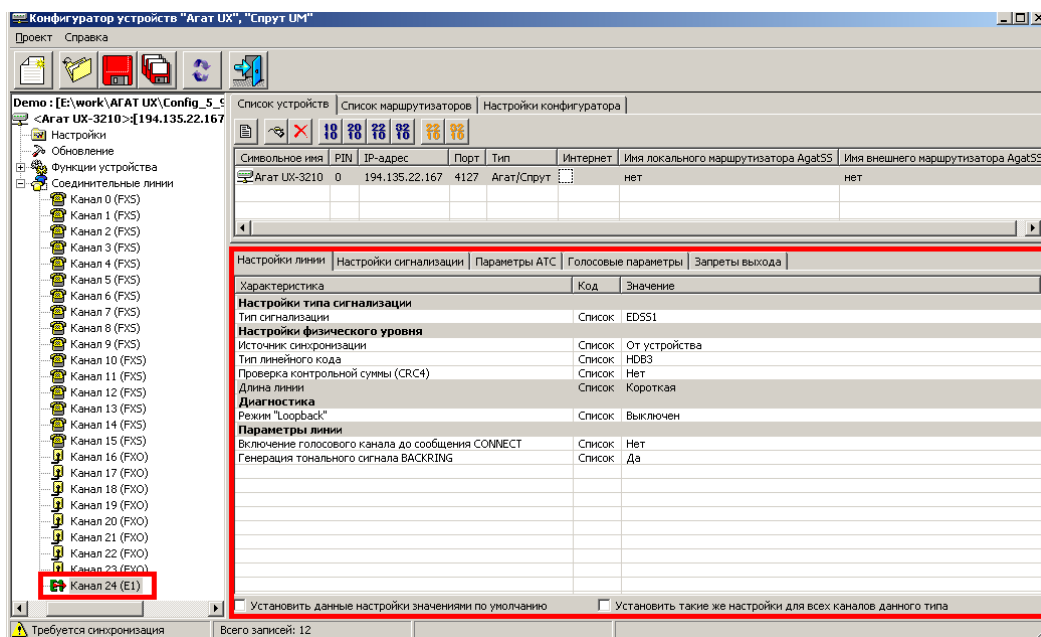 Конфигуратор устройств "Агат UX", "Спрут UM"
Проект Справка
Demo : [E:\work\АГАТ UX\Config_5_9
<Агат UX-3210>:[194.135.22.167
Настройки
Обновление
Функции устройства
Соединительные линии
Канал 0 (FXS)
Канал 1 (FXS)
Канал 2 (FXS)
Канал 3 (FXS)
Канал 4 (FXS)
Канал 5 (FXS)
Канал 6 (FXS)
Канал 7 (FXS)
Канал 8 (FXS)
Канал 9 (FXS)
Канал 10 (FXS)
Канал 11 (FXS)
Канал 12 (FXS)
Канал 13 (FXS)
Канал 14 (FXS)
Канал 15 (FXS)
Канал 16 (FXO)
Канал 17 (FXO)
Канал 18 (FXO)
Канал 19 (FXO)
Канал 20 (FXO)
Канал 21 (FXO)
Канал 22 (FXO)
Канал 23 (FXO)
Канал 24 (E1)
Список устройств Список маршрутизаторов Настройки конфигуратора
Символьное имя PIN IP-адрес Порт Тип Интернет Имя локального маршрутизатора AgatSS Имя внешнего маршрутизатора AgatSS
Агат UX-3210 0 194.135.22.167 4127 Агат/Спрут нет нет
Настройки линии Настройки сигнализации Параметры АТС Голосовые параметры Запреты выхода
Характеристика Код Значение
Настройки типа сигнализации
Тип сигнализации Список EDSS1
Настройки физического уровня
Источник синхронизации Список От устройства
Тип линейного кода Список HDB3
Проверка контрольной суммы (CRC4) Список Нет
Длина линии Список Короткая
Диагностика
Режим "Loopback" Список Выключен
Параметры линии
Включение голосового канала до сообщения CONNECT Список Нет
Генерация тонального сигнала BACKRING Список Да
Установить данные настройки значениями по умолчанию Установить такие же настройки для всех каналов данного типа
Требуется синхронизация Всего записей: 12